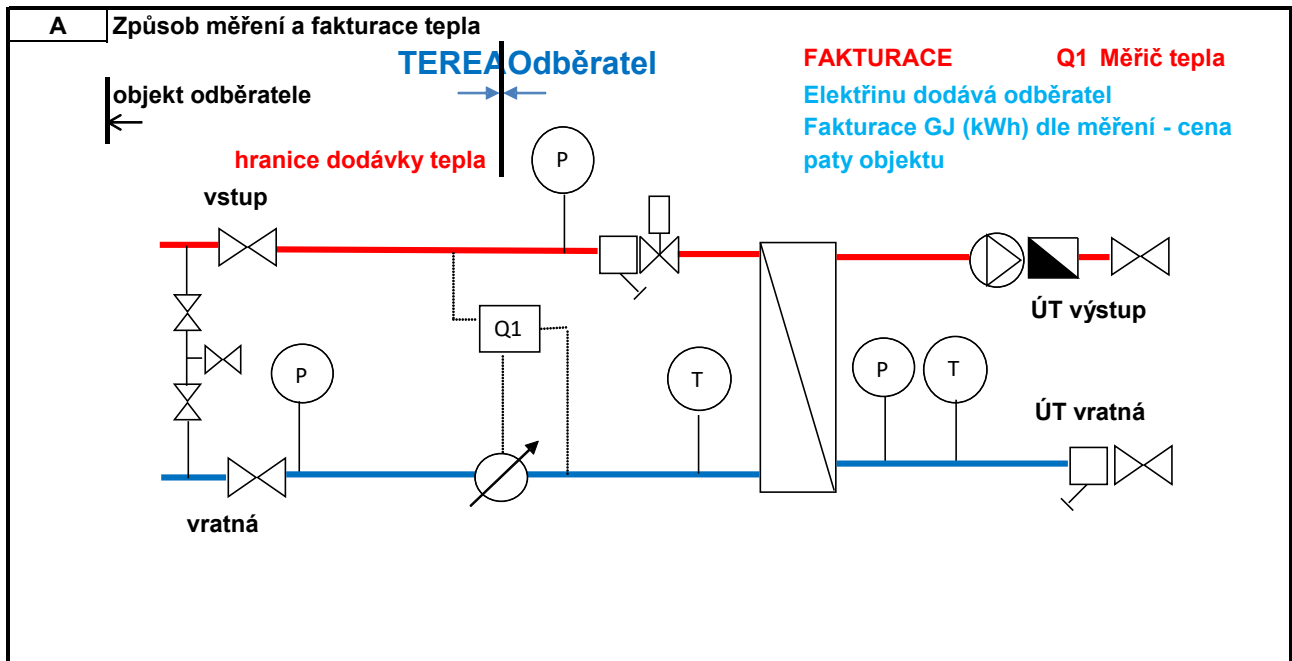 A Způsob měření a fakturace tepla
TEREA Odběratel
FAKTURACE Q1 Měřič tepla
objekt odběratele
Elektřinu dodává odběratel
Fakturace GJ (kWh) dle měření - cena
paty objektu
hranice dodávky tepla
P
vstup
Q1
ÚT výstup
P
T
P
T
ÚT vratná
vratná